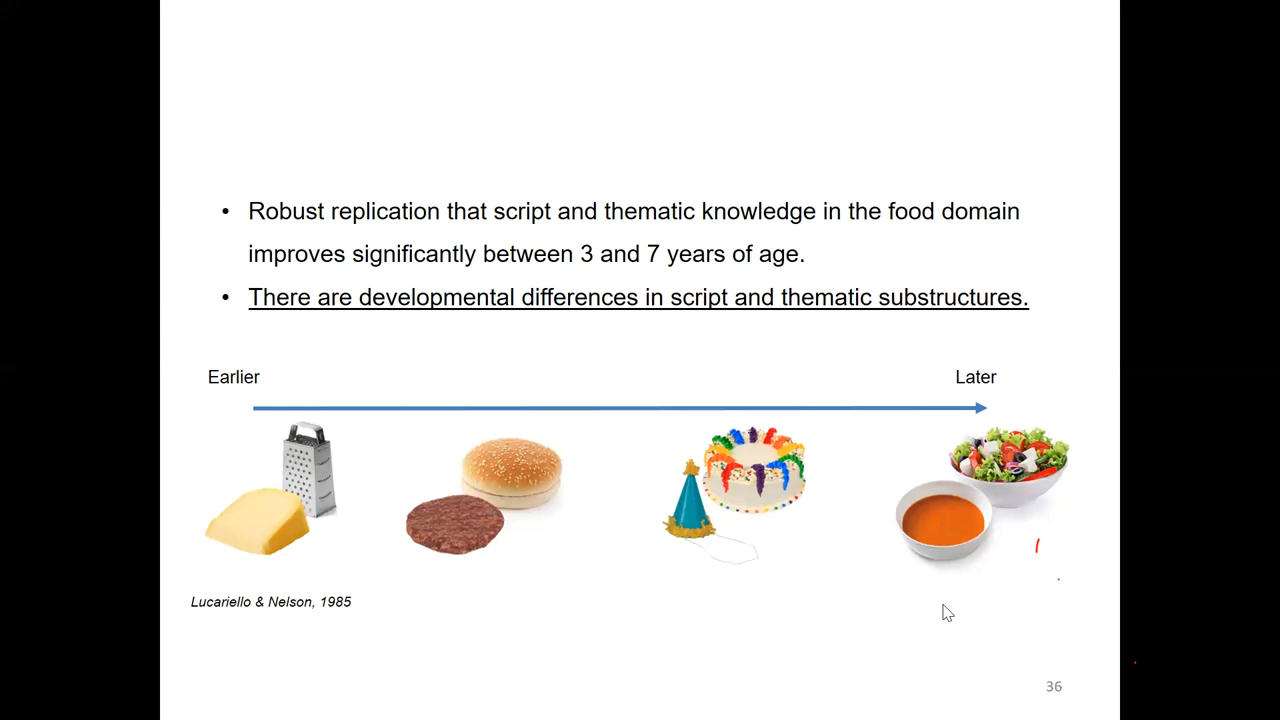 • Robust replication that script and thematic knowledge in the food domain
improves significantly between 3 and 7 years of age.
• There are developmental differences in script and thematic substructures.
Earlier
Later
Lucariello & Nelson, 1985
36